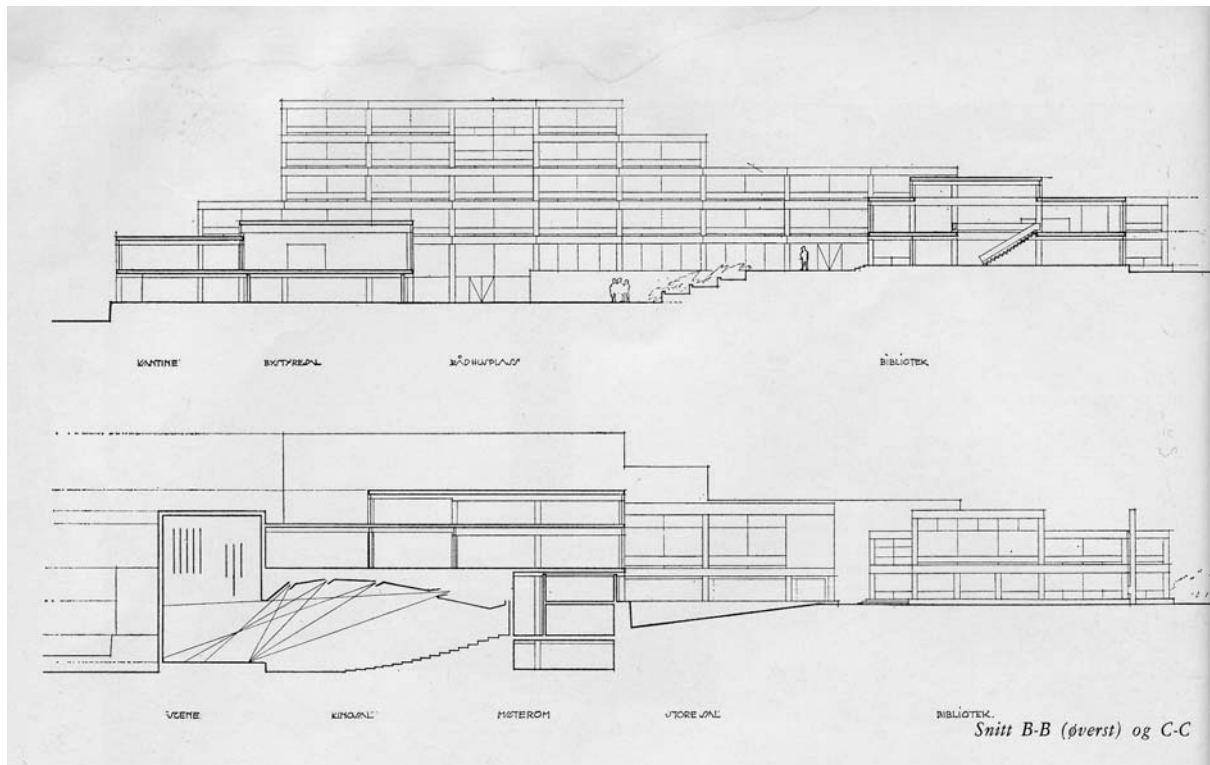 KANTINE
BYSTYRESAL
RÅDHUSPLASS
BIBLIOTEK
SCENE
KINOSAL
MØTEROM
STORE SAL
BIBLIOTEK.
Snitt B-B (øverst) og C-C